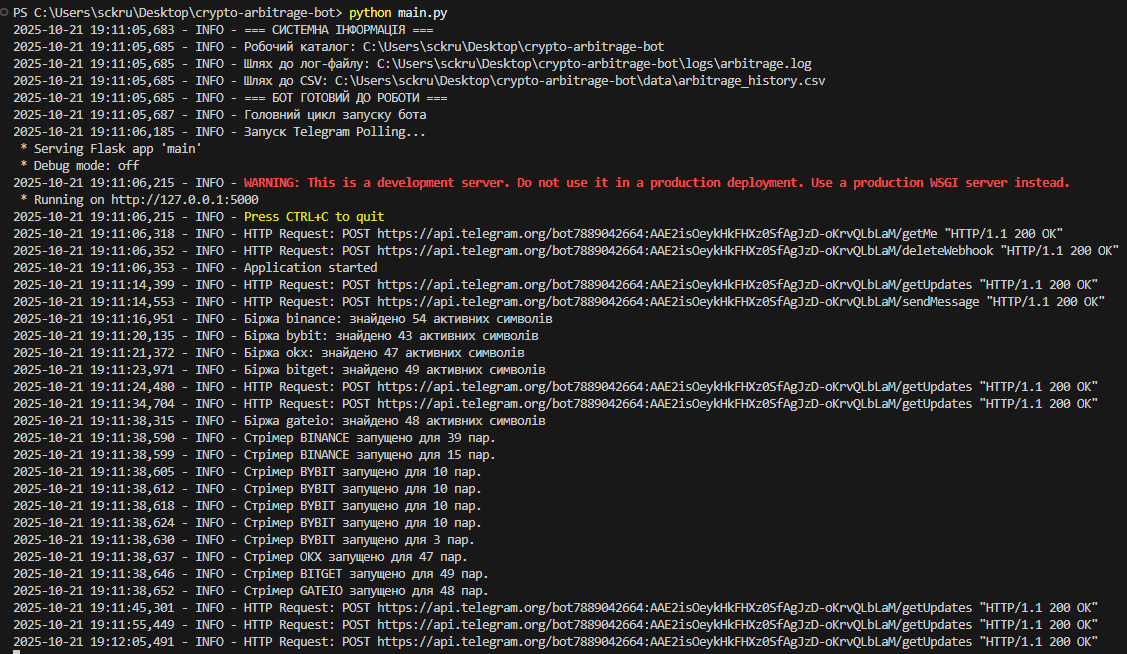 PS C:\Users\sckru\Desktop\crypto-arbitrage-bot> python main.py
2025-10-21 19:11:05,683 - INFO - === СИСТЕМНА ІНФОРМАЦІЯ ===
2025-10-21 19:11:05,685 - INFO - Робочий каталог: C:\Users\sckru\Desktop\crypto-arbitrage-bot
2025-10-21 19:11:05,685 - INFO - Шлях до лог-файлу: C:\Users\sckru\Desktop\crypto-arbitrage-bot\logs\arbitrage.log
2025-10-21 19:11:05,685 - INFO - Шлях до CSV: C:\Users\sckru\Desktop\crypto-arbitrage-bot\data\arbitrage_history.csv
2025-10-21 19:11:05,685 - INFO - === БОТ ГОТОВИЙ ДО РОБОТИ ===
2025-10-21 19:11:05,687 - INFO - Головний цикл запуску бота
2025-10-21 19:11:06,185 - INFO - Запуск Telegram Polling...
 * Serving Flask app 'main'
 * Debug mode: off
2025-10-21 19:11:06,215 - INFO - WARNING: This is a development server. Do not use it in a production deployment. Use a production WSGI server instead.
 * Running on http://127.0.0.1:5000
2025-10-21 19:11:06,215 - INFO - Press CTRL+C to quit
2025-10-21 19:11:06,318 - INFO - HTTP Request: POST https://api.telegram.org/bot7889042664:AAE2isOeykHkFHXz0SfAgJzD-oKrvQLbLaM/getMe "HTTP/1.1 200 OK"
2025-10-21 19:11:06,352 - INFO - HTTP Request: POST https://api.telegram.org/bot7889042664:AAE2isOeykHkFHXz0SfAgJzD-oKrvQLbLaM/deleteWebhook "HTTP/1.1 200 OK"
2025-10-21 19:11:06,353 - INFO - Application started
2025-10-21 19:11:14,399 - INFO - HTTP Request: POST https://api.telegram.org/bot7889042664:AAE2isOeykHkFHXz0SfAgJzD-oKrvQLbLaM/getUpdates "HTTP/1.1 200 OK"
2025-10-21 19:11:14,553 - INFO - HTTP Request: POST https://api.telegram.org/bot7889042664:AAE2isOeykHkFHXz0SfAgJzD-oKrvQLbLaM/sendMessage "HTTP/1.1 200 OK"
2025-10-21 19:11:16,951 - INFO - Біржа binance: знайдено 54 активних символів
2025-10-21 19:11:20,135 - INFO - Біржа bybit: знайдено 43 активних символів
2025-10-21 19:11:21,372 - INFO - Біржа okx: знайдено 47 активних символів
2025-10-21 19:11:23,971 - INFO - Біржа bitget: знайдено 49 активних символів
2025-10-21 19:11:24,480 - INFO - HTTP Request: POST https://api.telegram.org/bot7889042664:AAE2isOeykHkFHXz0SfAgJzD-oKrvQLbLaM/getUpdates "HTTP/1.1 200 OK"
2025-10-21 19:11:34,704 - INFO - HTTP Request: POST https://api.telegram.org/bot7889042664:AAE2isOeykHkFHXz0SfAgJzD-oKrvQLbLaM/getUpdates "HTTP/1.1 200 OK"
2025-10-21 19:11:38,315 - INFO - Біржа gateio: знайдено 48 активних символів
2025-10-21 19:11:38,590 - INFO - Стрімер BINANCE запущено для 39 пар.
2025-10-21 19:11:38,599 - INFO - Стрімер BINANCE запущено для 15 пар.
2025-10-21 19:11:38,605 - INFO - Стрімер BYBIT запущено для 10 пар.
2025-10-21 19:11:38,612 - INFO - Стрімер BYBIT запущено для 10 пар.
2025-10-21 19:11:38,618 - INFO - Стрімер BYBIT запущено для 10 пар.
2025-10-21 19:11:38,624 - INFO - Стрімер BYBIT запущено для 10 пар.
2025-10-21 19:11:38,630 - INFO - Стрімер BYBIT запущено для 3 пар.
2025-10-21 19:11:38,637 - INFO - Стрімер OKX запущено для 47 пар.
2025-10-21 19:11:38,646 - INFO - Стрімер BITGET запущено для 49 пар.
2025-10-21 19:11:38,652 - INFO - Стрімер GATEIO запущено для 48 пар.
2025-10-21 19:11:45,301 - INFO - HTTP Request: POST https://api.telegram.org/bot7889042664:AAE2isOeykHkFHXz0SfAgJzD-oKrvQLbLaM/getUpdates "HTTP/1.1 200 OK"
2025-10-21 19:11:55,449 - INFO - HTTP Request: POST https://api.telegram.org/bot7889042664:AAE2isOeykHkFHXz0SfAgJzD-oKrvQLbLaM/getUpdates "HTTP/1.1 200 OK"
2025-10-21 19:12:05,491 - INFO - HTTP Request: POST https://api.telegram.org/bot7889042664:AAE2isOeykHkFHXz0SfAgJzD-oKrvQLbLaM/getUpdates "HTTP/1.1 200 OK"